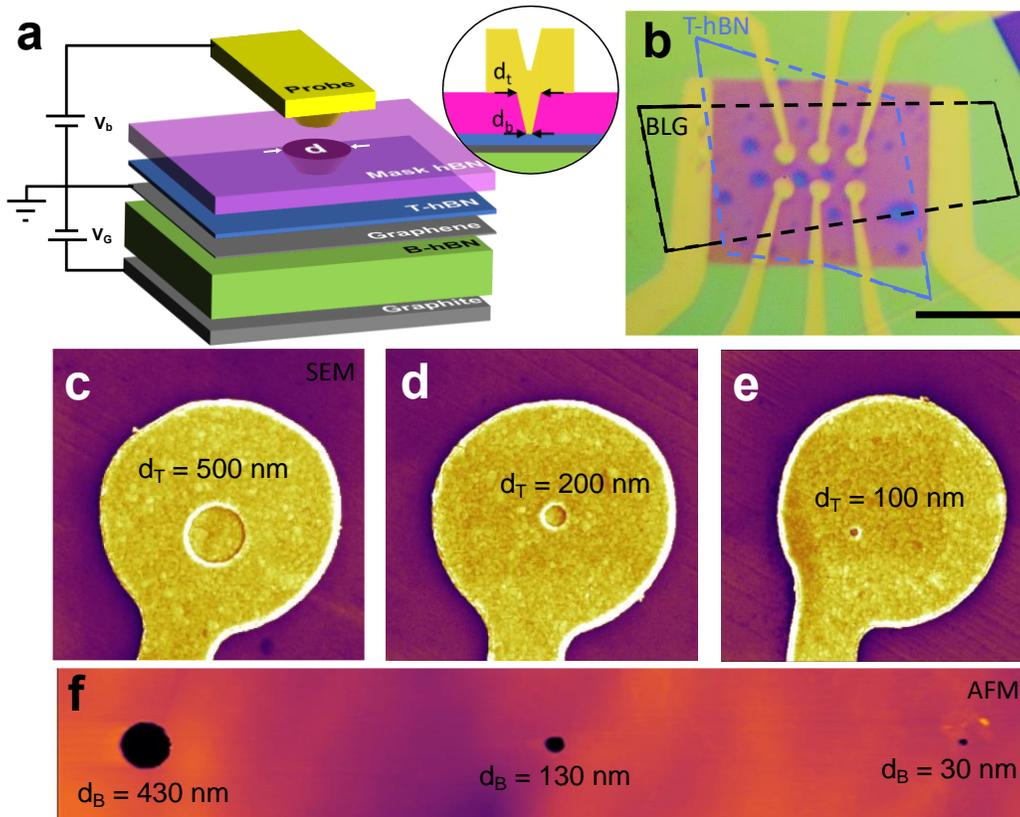 a
Probe
V_b
d
Mask hBN
T-hBN
Graphene
B-hBN
V_G
Graphite
d_t
d_b
b
T-hBN
BLG
c
SEM
d_T = 500 nm
d
d_T = 200 nm
e
d_T = 100 nm
f
AFM
d_B = 430 nm
d_B = 130 nm
d_B = 30 nm